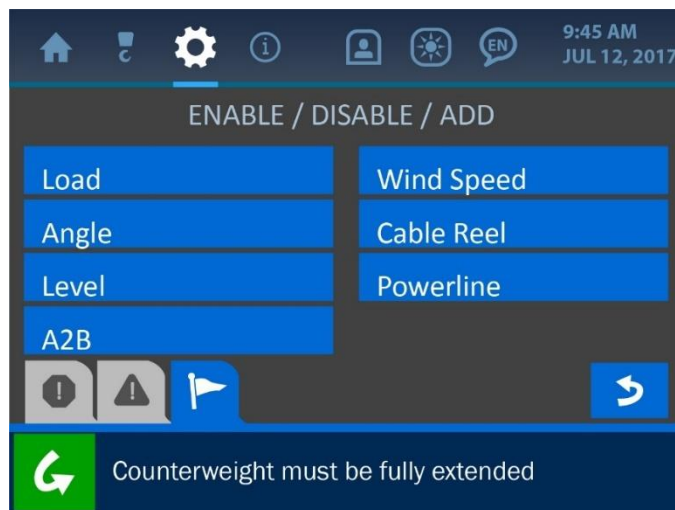 EN
9:45 AM
JUL 12, 2017
ENABLE / DISABLE / ADD
Load
Wind Speed
Angle
Cable Reel
Level
Powerline
A2B
Counterweight must be fully extended